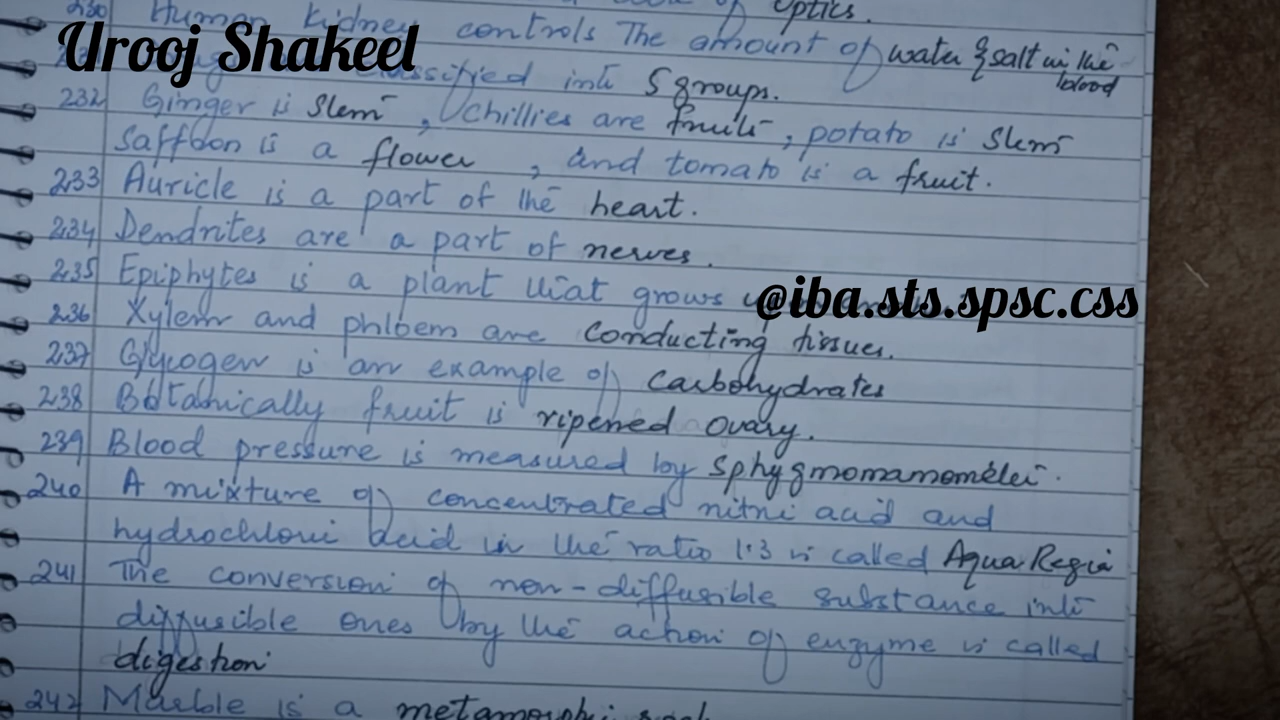 Optics.
230 Human kidney controls The amount of water & salt in the
blood
Urooj Shakeel
classified into 5 groups.
232 Ginger is Stem , Chillies are fruits , potato is Stem
Saffron is a flower , and tomato is a fruit.
233 Auricle is a part of the heart.
234 Dendrites are a part of nerves.
235 Epiphytes is a plant that grows
@iba.sts.spsc.css
236 Xylem and phloem are Conducting tissues.
237 Glycogen is an example of Carbohydrates
238 Botanically fruit is ripened Ovary.
239 Blood pressure is measured by Sphygmomamometer.
240 A mixture of concentrated nitric acid and
hydrochloric acid in the ratio 1:3 is called Aqua Regia
241 The conversion of non-diffusible substance into
diffusible ones by the action of enzyme is called
digestion
242 Marble is a metamorphic rock